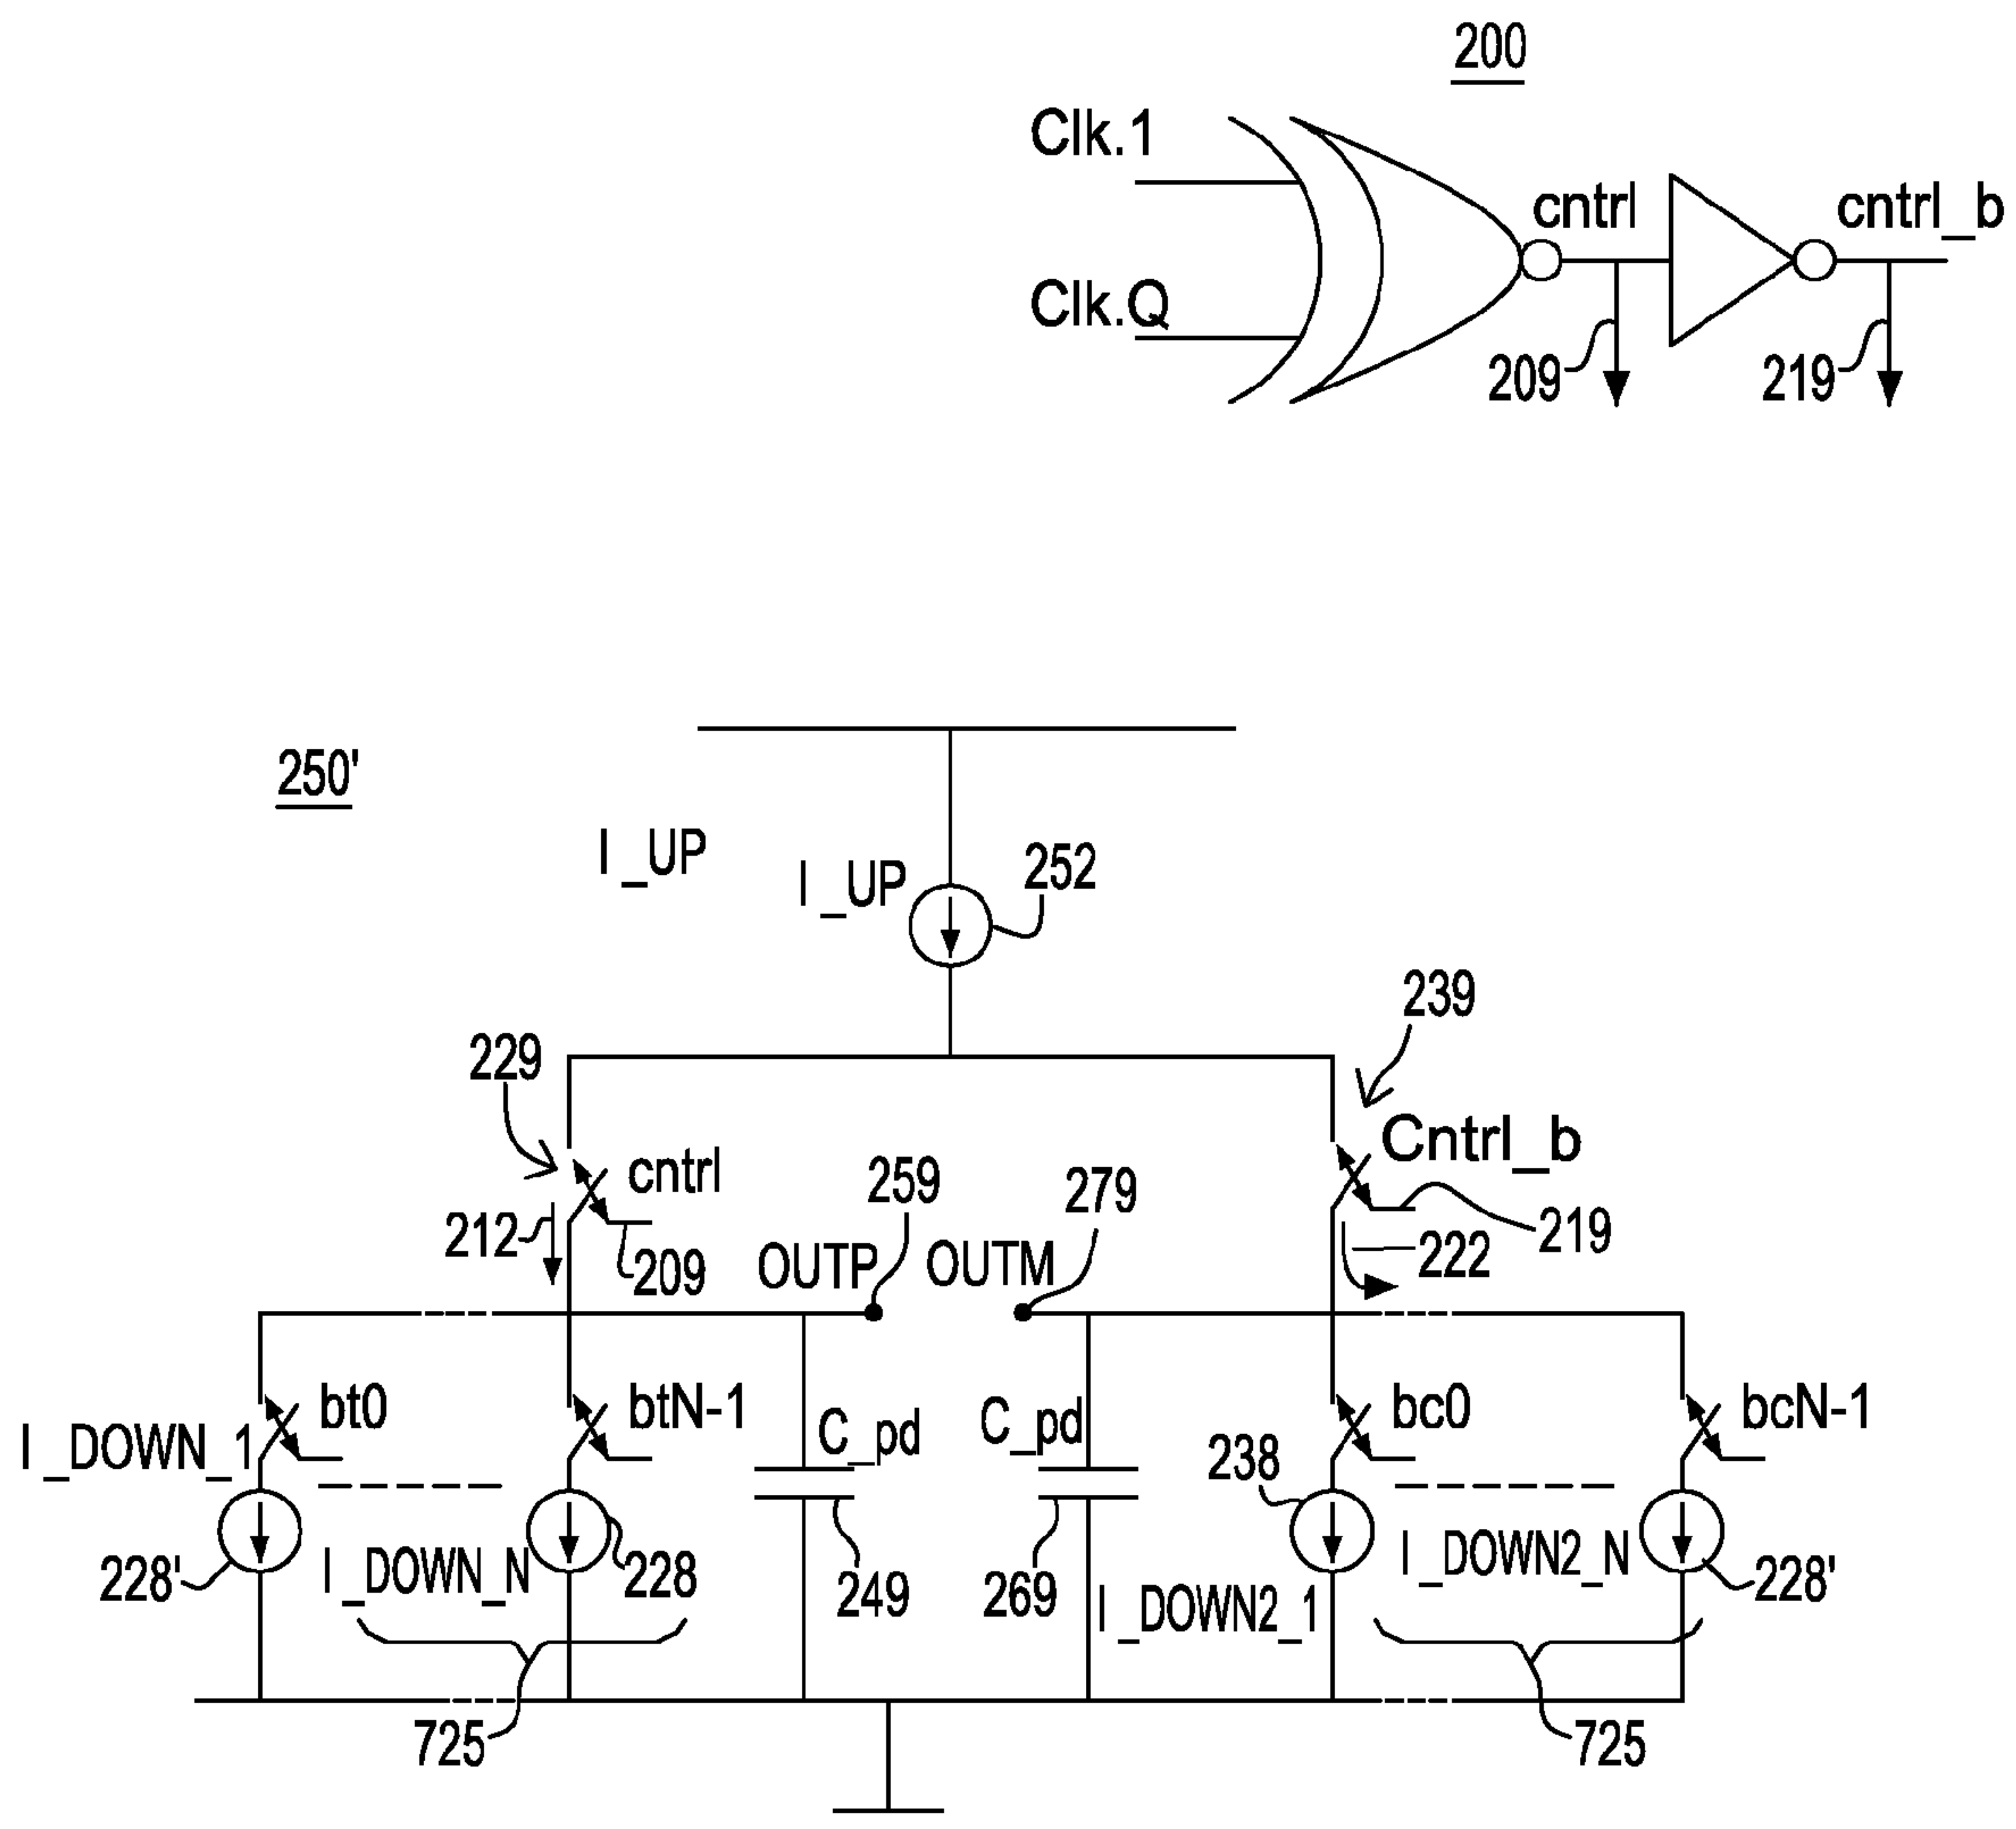 200
Clk.1
cntrl
cntrl_b
Clk.Q
209
219
250'
I_UP
I_UP
252
239
229
Cntrl_b
cntrl
259
279
212
209
OUTP
OUTM
222
219
bt0
btN-1
C_pd
C_pd
bc0
bcN-1
I_DOWN_1
238
228'
I_DOWN_N
228
249
269
I_DOWN2_1
I_DOWN2_N
228'
725
725